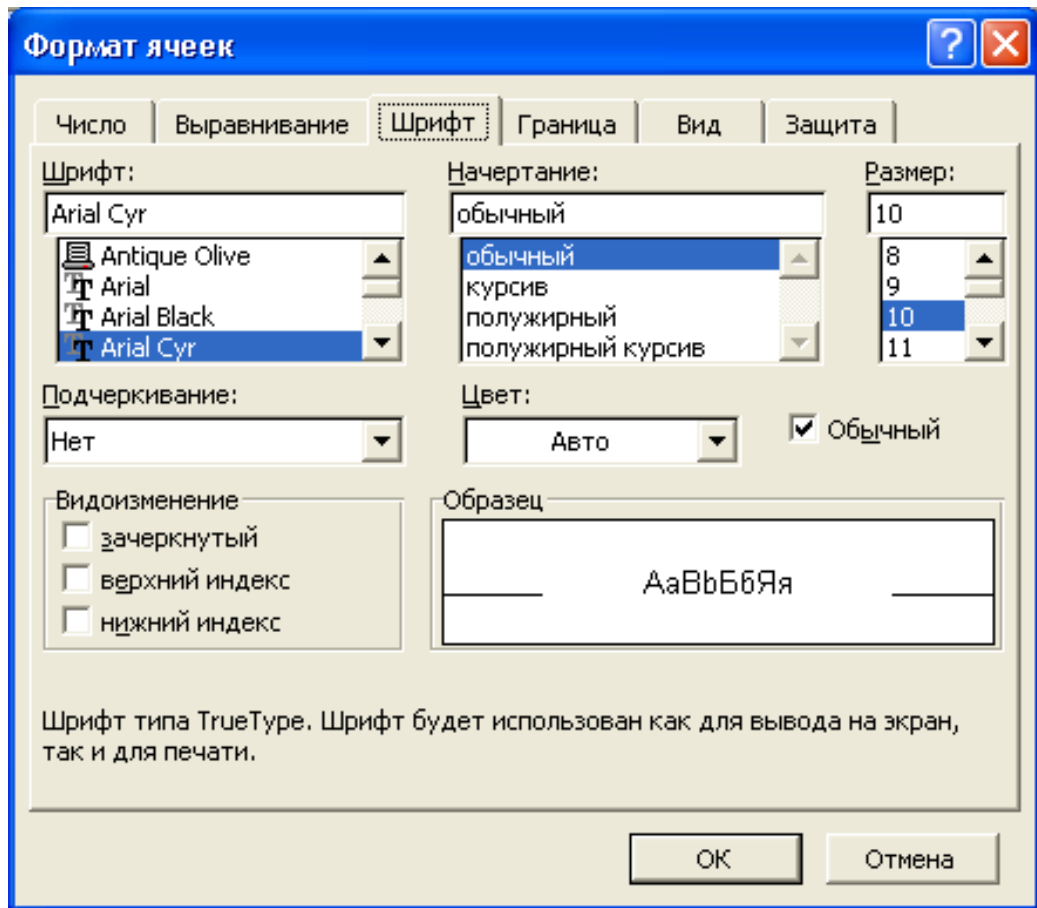 Формат ячеек
Число Выравнивание Шрифт Граница Вид Защита
Шрифт: Начертание: Размер:
Arial Cyr обычный 10
Antique Olive обычный 8
Arial курсив 9
Arial Black полужирный 10
Arial Cyr полужирный курсив 11
Подчеркивание: Цвет:
Нет Авто Обычный
Видоизменение Образец
зачеркнутый
верхний индекс АаВbБбЯя
нижний индекс
Шрифт типа TrueType. Шрифт будет использован как для вывода на экран,
так и для печати.
ОК Отмена